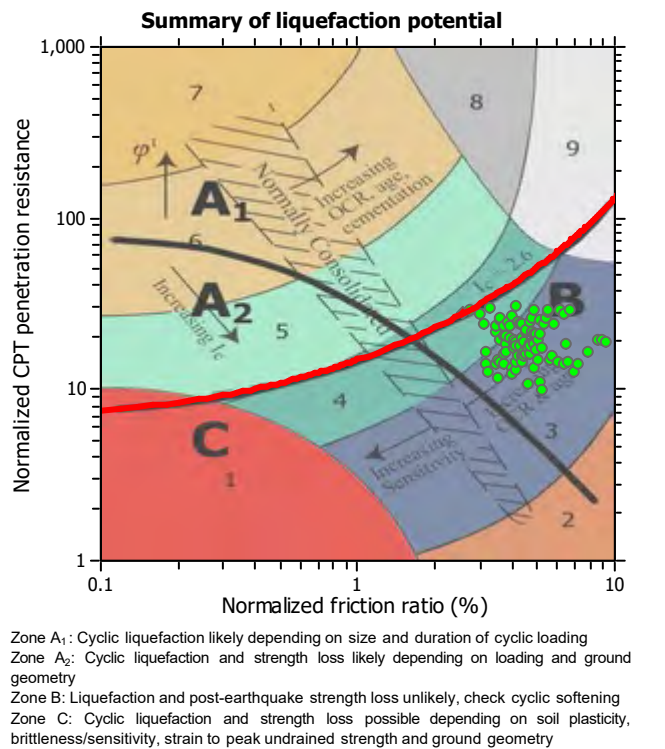 Summary of liquefaction potential
1,000
7
8
φ'
9
Increasing
OCR, age,
cementation
Normally Consolidated
A1
100
6
Ic = 2.6
A2
B
Increasing Ic
5
10
4
Increasing
OCR & age
C
3
Increasing
Sensitivity
1
2
1
0.1
1
10
Normalized CPT penetration resistance
Normalized friction ratio (%)
Zone A1: Cyclic liquefaction likely depending on size and duration of cyclic loading
Zone A2: Cyclic liquefaction and strength loss likely depending on loading and ground
geometry
Zone B: Liquefaction and post-earthquake strength loss unlikely, check cyclic softening
Zone C: Cyclic liquefaction and strength loss possible depending on soil plasticity,
brittleness/sensitivity, strain to peak undrained strength and ground geometry